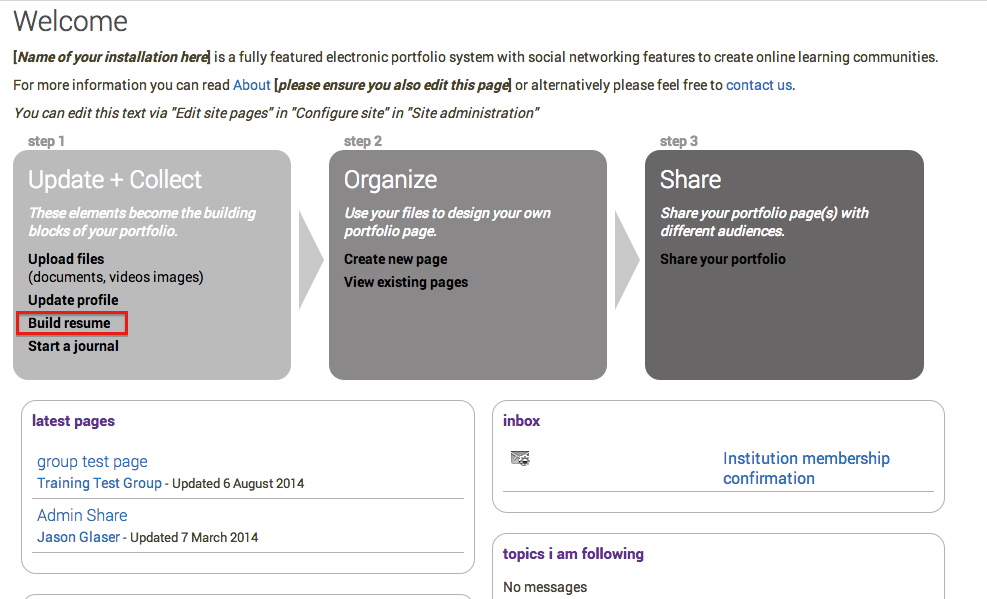 Welcome
[Name of your installation here] is a fully featured electronic portfolio system with social networking features to create online learning communities.
For more information you can read About [please ensure you also edit this page] or alternatively please feel free to contact us.
You can edit this text via "Edit site pages" in "Configure site" in "Site administration"
step 1
Update + Collect
These elements become the building
blocks of your portfolio.
Upload files
(documents, videos images)
Update profile
Build resume
Start a journal
step 2
Organize
Use your files to design your own
portfolio page.
Create new page
View existing pages
step 3
Share
Share your portfolio page(s) with
different audiences.
Share your portfolio
latest pages
group test page
Training Test Group - Updated 6 August 2014
Admin Share
Jason Glaser - Updated 7 March 2014
inbox
Institution membership
confirmation
topics i am following
No messages